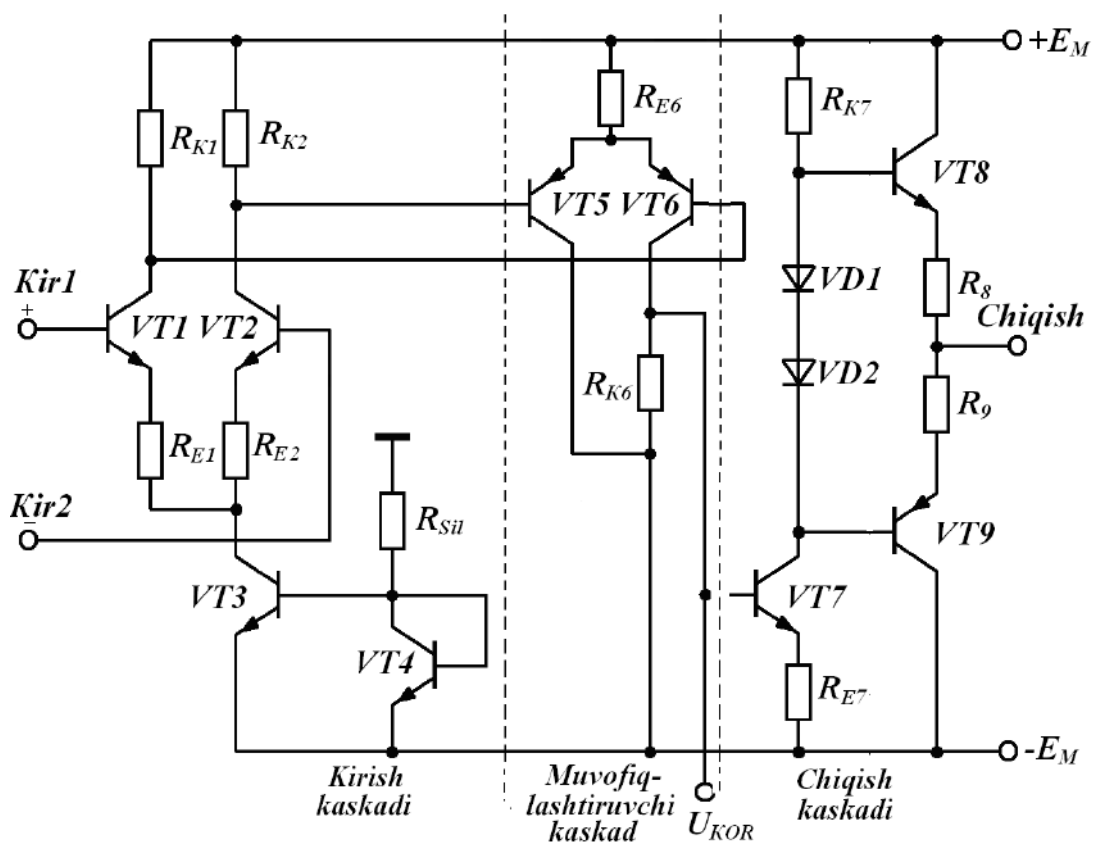 +E_M
R_E6
R_K7
R_K1
R_K2
VT8
VT5 VT6
Kir1
+
VD1
R_8
VT1 VT2
Chiqish
VD2
R_K6
R_9
R_E1
R_E2
Kir2
−
R_Sil
VT9
VT3
VT7
VT4
R_E7
-E_M
Kirish
kaskadi
Muvofiq-
lashtiruvchi
kaskad
Chiqish
kaskadi
U_KOR